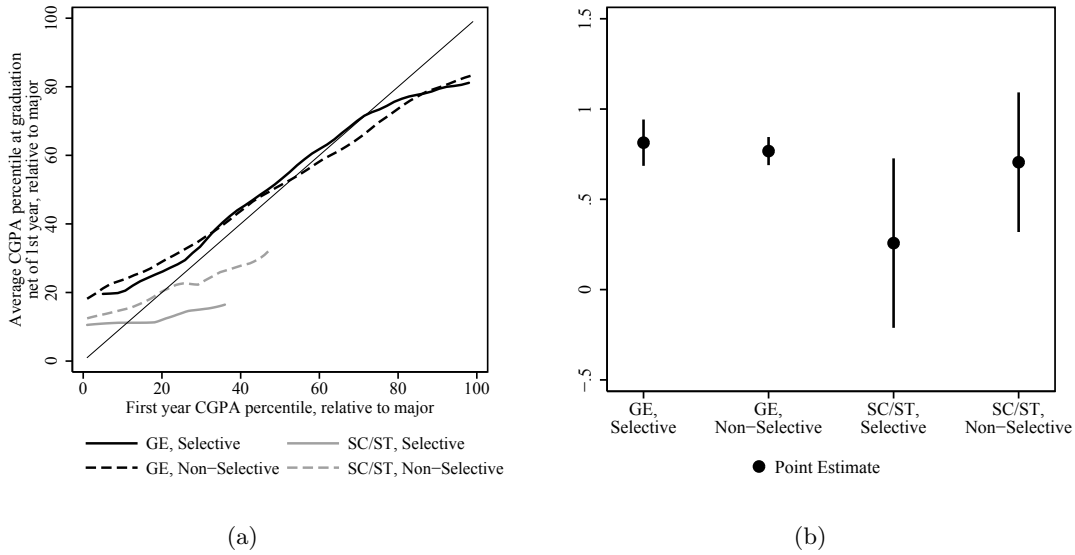 Average CGPA percentile at graduation
net of 1st year, relative to major
100
80
60
40
20
0
0 20 40 60 80 100
First year CGPA percentile, relative to major
GE, Selective
SC/ST, Selective
GE, Non−Selective
SC/ST, Non−Selective
(a)
1.5
1
.5
0
−.5
GE,
Selective
GE,
Non−Selective
SC/ST,
Selective
SC/ST,
Non−Selective
Point Estimate
(b)